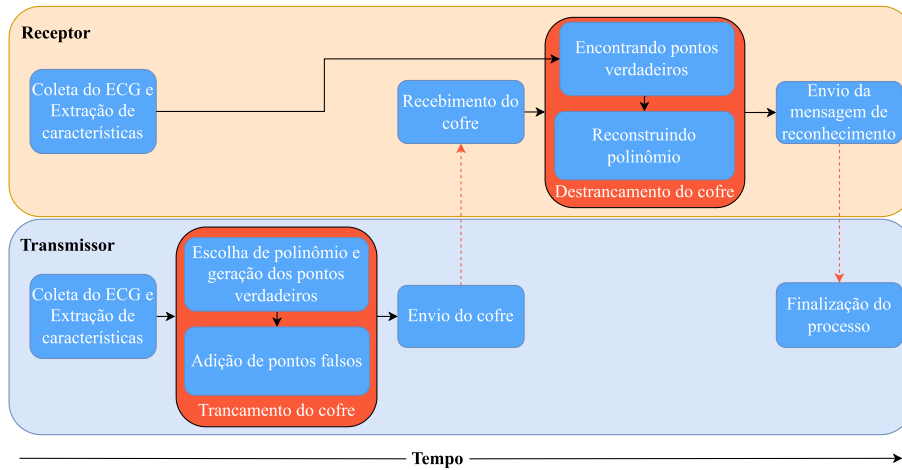 Receptor
Coleta do ECG e
Extração de
características
Recebimento do
cofre
Encontrando pontos
verdadeiros
Reconstruindo
polinômio
Destrancamento do cofre
Envio da
mensagem de
reconhecimento
Transmissor
Coleta do ECG e
Extração de
características
Escolha de polinômio e
geração dos pontos
verdadeiros
Adição de pontos falsos
Trancamento do cofre
Envio do cofre
Finalização do
processo
Tempo